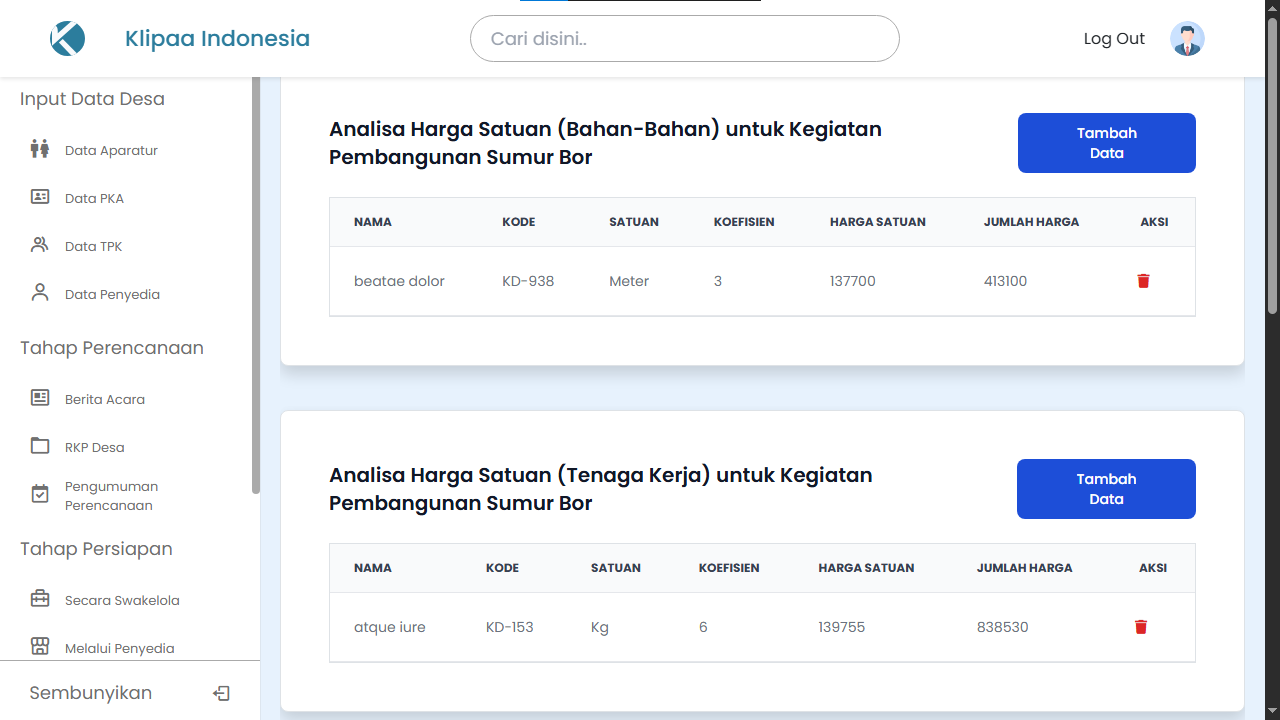 Klipaa Indonesia
Cari disini..
Log Out
Input Data Desa
Data Aparatur
Data PKA
Data TPK
Data Penyedia
Tahap Perencanaan
Berita Acara
RKP Desa
Pengumuman
Perencanaan
Tahap Persiapan
Secara Swakelola
Melalui Penyedia
Sembunyikan
Analisa Harga Satuan (Bahan-Bahan) untuk Kegiatan
Pembangunan Sumur Bor
Tambah
Data
NAMA KODE SATUAN KOEFISIEN HARGA SATUAN JUMLAH HARGA AKSI
beatae dolor KD-938 Meter 3 137700 413100
Analisa Harga Satuan (Tenaga Kerja) untuk Kegiatan
Pembangunan Sumur Bor
Tambah
Data
NAMA KODE SATUAN KOEFISIEN HARGA SATUAN JUMLAH HARGA AKSI
atque iure KD-153 Kg 6 139755 838530